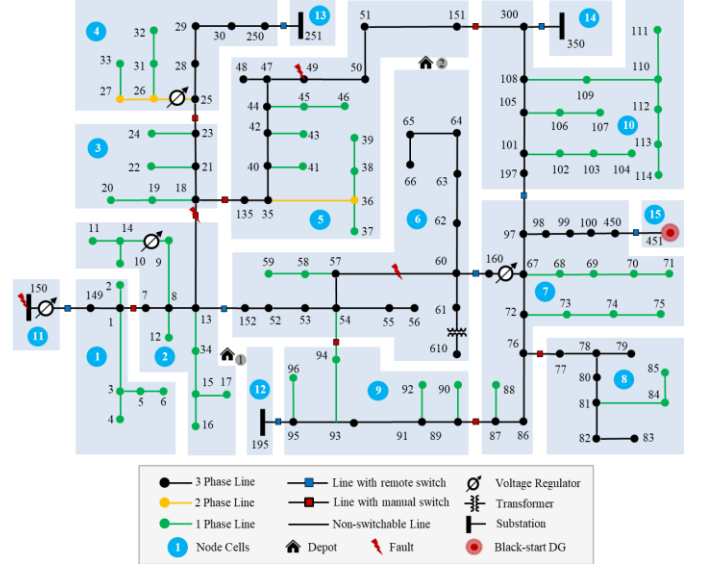 29 30 250 251 13
51 151 300 350 14
4 32 33 31 28 27 26 25
48 47 49 50 2 111
108 109 110
44 45 46 105 112
24 23 42 43 65 64 106 107 10
3 22 21 40 41 39 38 66 63 101 113
20 19 18 135 35 36 5 37 197 102 103 104 114
6 62
11 14 10 9 59 58 57 60 160 97 98 99 100 450 451 15
67 68 69 70 71
150 149 2 1 7 8 13 152 52 53 54 55 56 61 7
11 12 2 34 72 73 74 75
1 94 610 76 77 78 79
1 3 5 6 4 15 17 16 96 12 9 92 90 88 80 8 85
81 84
195 95 93 91 89 87 86 82 83
3 Phase Line
Line with remote switch
Voltage Regulator
2 Phase Line
Line with manual switch
Transformer
1 Phase Line
Non-switchable Line
Substation
1 Node Cells
Depot
Fault
Black-start DG